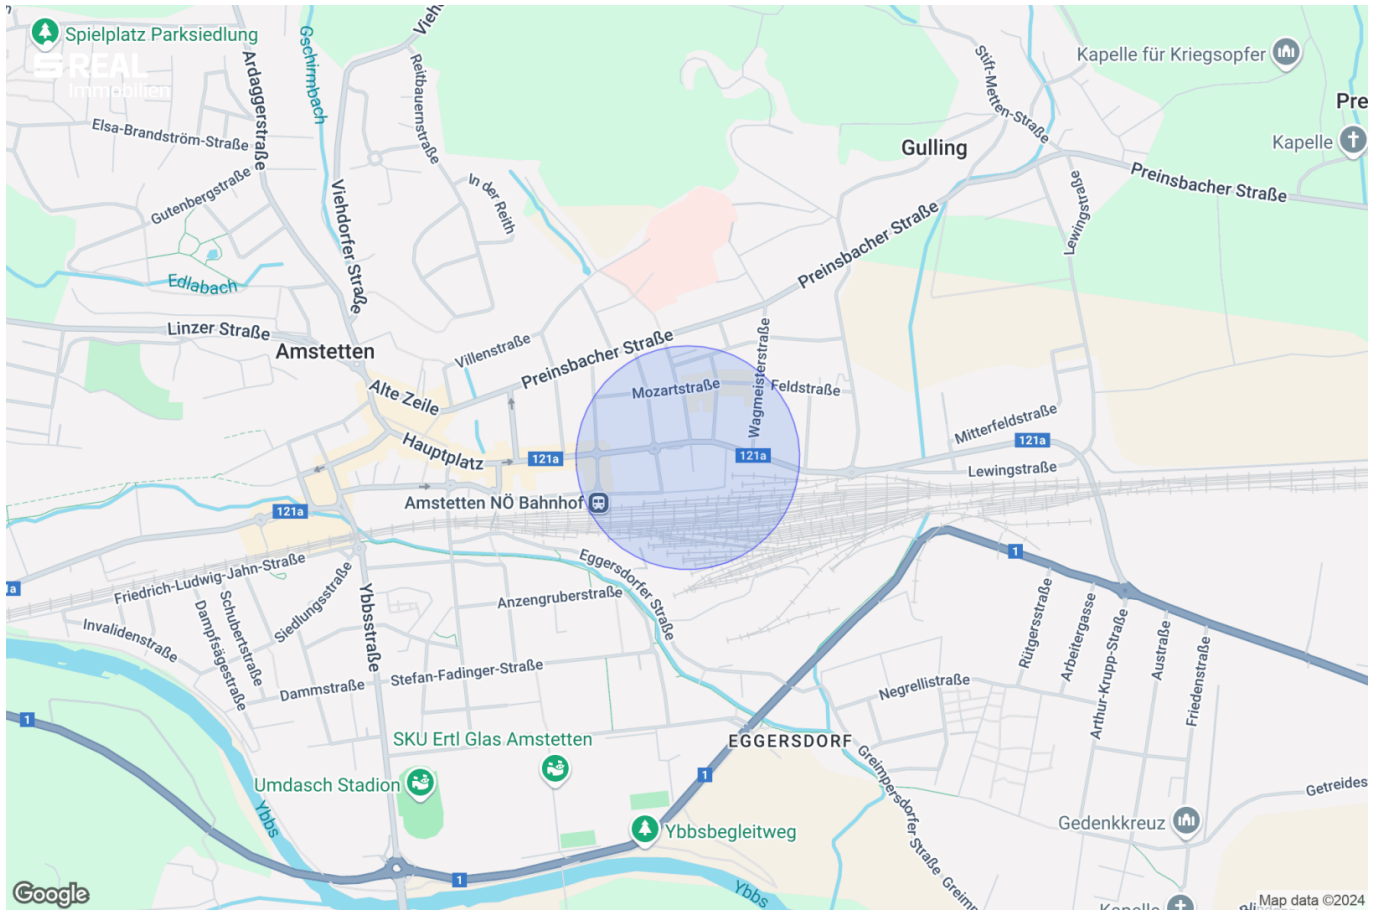 Spielplatz Parksiedlung
REAL
Immobilien
Ardaggerstraße
Gschirmbach
Reitbauernstraße
Stift-Metten-Straße
Kapelle für Kriegsopfer
Elsa-Brandström-Straße
Gulling
Kapelle
Gutenbergstraße
Viehdorfer Straße
In der Reith
Preinsbacher Straße
Lewingstraße
Preinsbacher Straße
Edlabach
Linzer Straße
Amstetten
Villenstraße
Preinsbacher Straße
Wagmeisterstraße
Mozartstraße
Feldstraße
Alte Zeile
Hauptplatz
121a
121a
Mitterfeldstraße
121a
Lewingstraße
Amstetten NÖ Bahnhof
121a
Friedrich-Ludwig-Jahn-Straße
Siedlungsstraße
Schubertstraße
Dampfsägestraße
Invalidenstraße
Ybbsstraße
Eggersdorfer Straße
Anzengruberstraße
1
Rütgersstraße
Arbeitergasse
Arthur-Krupp-Straße
Austraße
Friedenstraße
Dammstraße
Stefan-Fadinger-Straße
Negrellistraße
1
SKU Ertl Glas Amstetten
EGGERSDORF
Umdasch Stadion
1
Greimpersdorfer Straße
Ybbs
Ybbsbegleitweg
Gedenkkreuz
1
Ybbs
Google
Map data ©2024